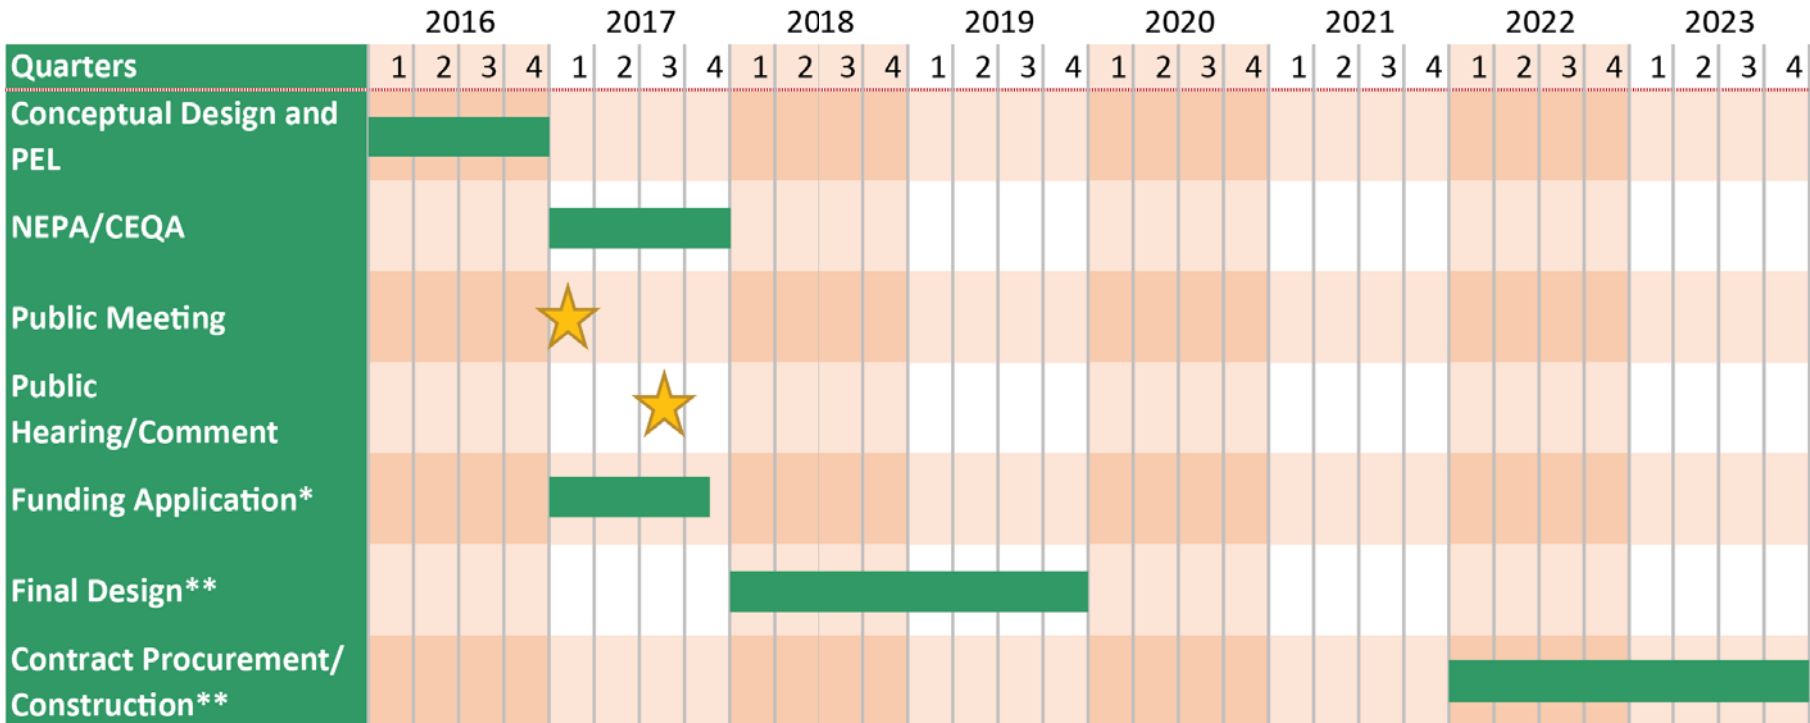 2016 2017 2018 2019 2020 2021 2022 2023
Quarters 1 2 3 4 1 2 3 4 1 2 3 4 1 2 3 4 1 2 3 4 1 2 3 4 1 2 3 4 1 2 3 4
Conceptual Design and
PEL
NEPA/CEQA
Public Meeting
Public
Hearing/Comment
Funding Application*
Final Design**
Contract Procurement/
Construction**